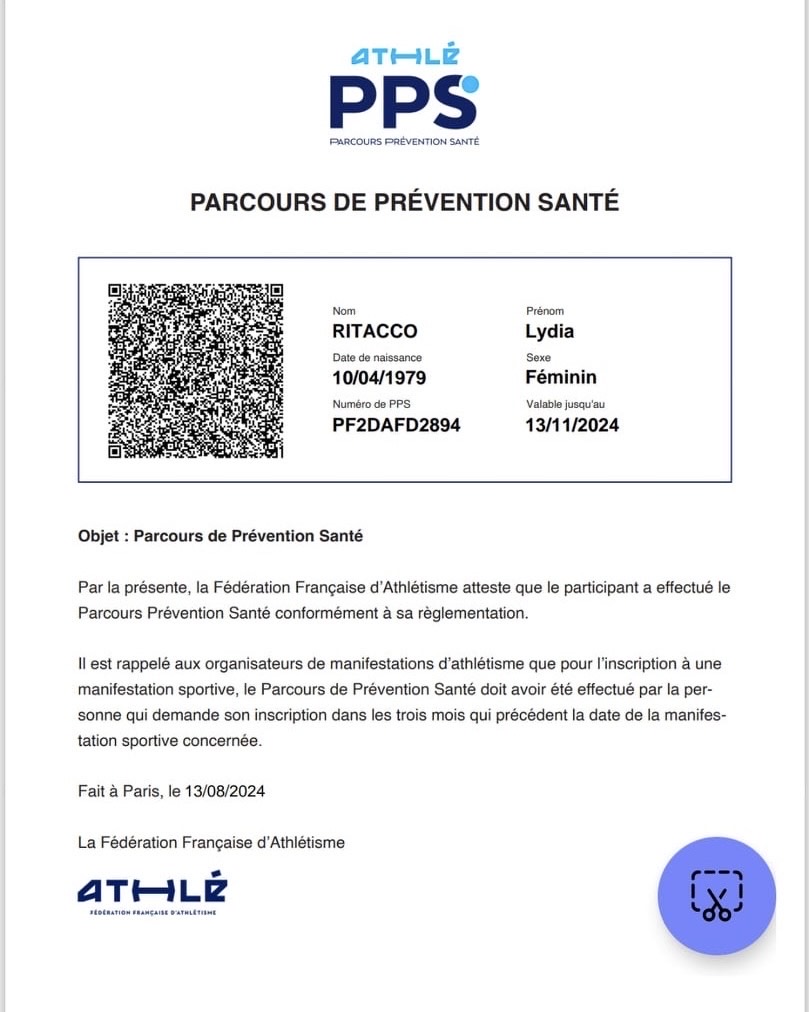 ATHLÉ
PPS
PARCOURS PRÉVENTION SANTÉ
PARCOURS DE PRÉVENTION SANTÉ
Nom
RITACCO
Prénom
Lydia
Date de naissance
10/04/1979
Sexe
Féminin
Numéro de PPS
PF2DAFD2894
Valable jusqu'au
13/11/2024
Objet : Parcours de Prévention Santé
Par la présente, la Fédération Française d’Athlétisme atteste que le participant a effectué le
Parcours Prévention Santé conformément à sa règlementation.
Il est rappelé aux organisateurs de manifestations d’athlétisme que pour l’inscription à une
manifestation sportive, le Parcours de Prévention Santé doit avoir été effectué par la per-
sonne qui demande son inscription dans les trois mois qui précédent la date de la manifes-
tation sportive concernée.
Fait à Paris, le 13/08/2024
La Fédération Française d’Athlétisme
ATHLÉ
FÉDÉRATION FRANÇAISE D'ATHLÉTISME